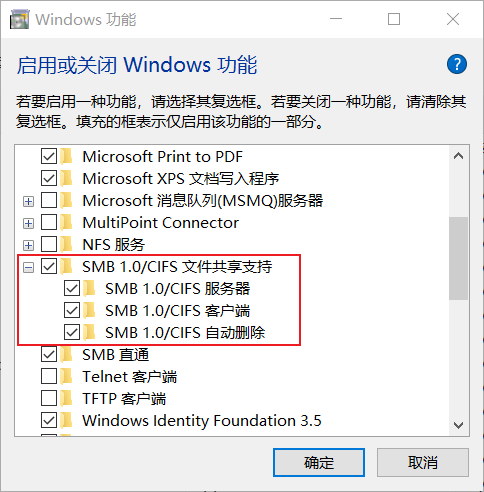 Windows 功能
启用或关闭 Windows 功能
?
若要启用一种功能，请选择其复选框。若要关闭一种功能，请清除其
复选框。填充的框表示仅启用该功能的一部分。
Microsoft Print to PDF
Microsoft XPS 文档写入程序
Microsoft 消息队列(MSMQ)服务器
MultiPoint Connector
NFS 服务
SMB 1.0/CIFS 文件共享支持
SMB 1.0/CIFS 服务器
SMB 1.0/CIFS 客户端
SMB 1.0/CIFS 自动删除
SMB 直通
Telnet 客户端
TFTP 客户端
Windows Identity Foundation 3.5
确定
取消